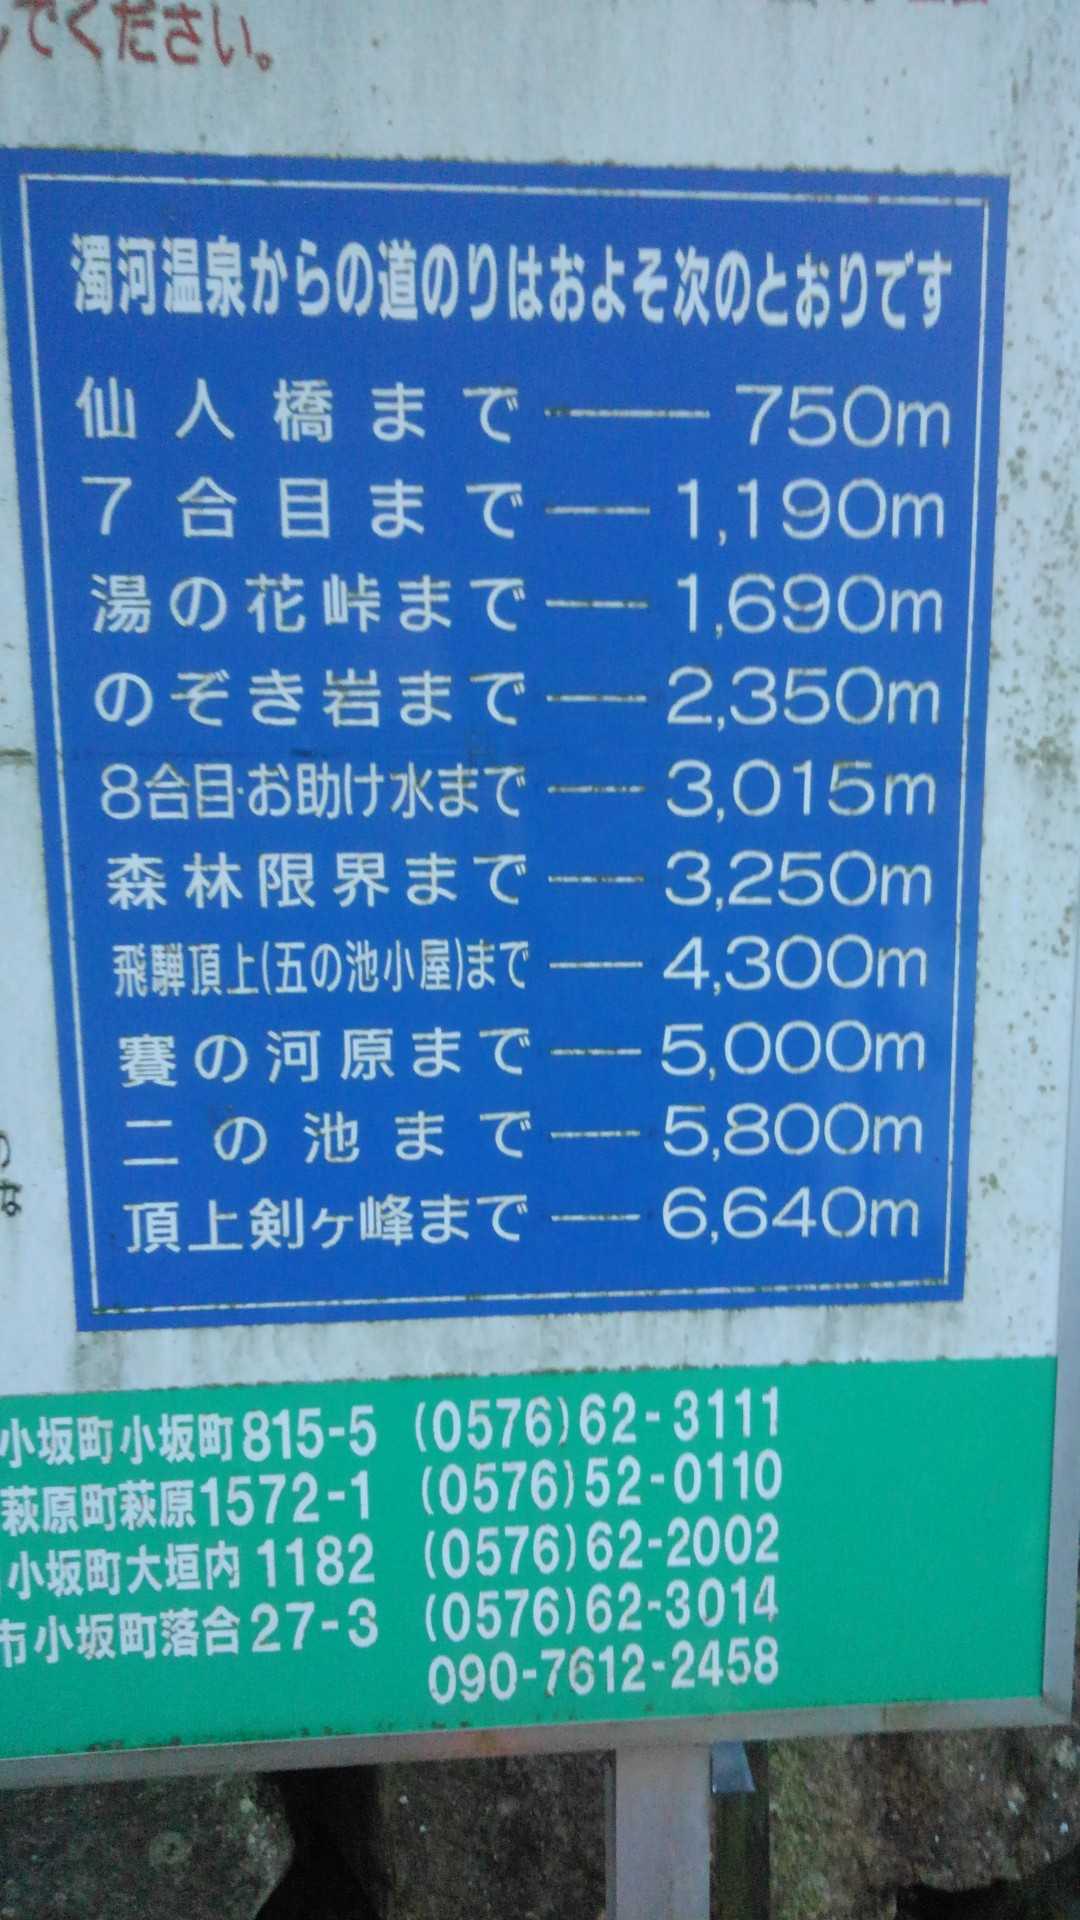 でください。
濁河温泉からの道のりはおよそ次のとおりです
仙人橋まで 750m
7合目まで 1,190m
湯の花峠まで 1,690m
のぞき岩まで 2,350m
8合目・お助け水まで 3,015m
森林限界まで 3,250m
飛騨頂上(五の池小屋)まで 4,300m
賽の河原まで 5,000m
二の池まで 5,800m
頂上剣ヶ峰まで 6,640m
小坂町小坂町815-5 (0576)62-3111
萩原町萩原1572-1 (0576)52-0110
小坂町大垣内1182 (0576)62-2002
市小坂町落合27-3 (0576)62-3014
090-7612-2458